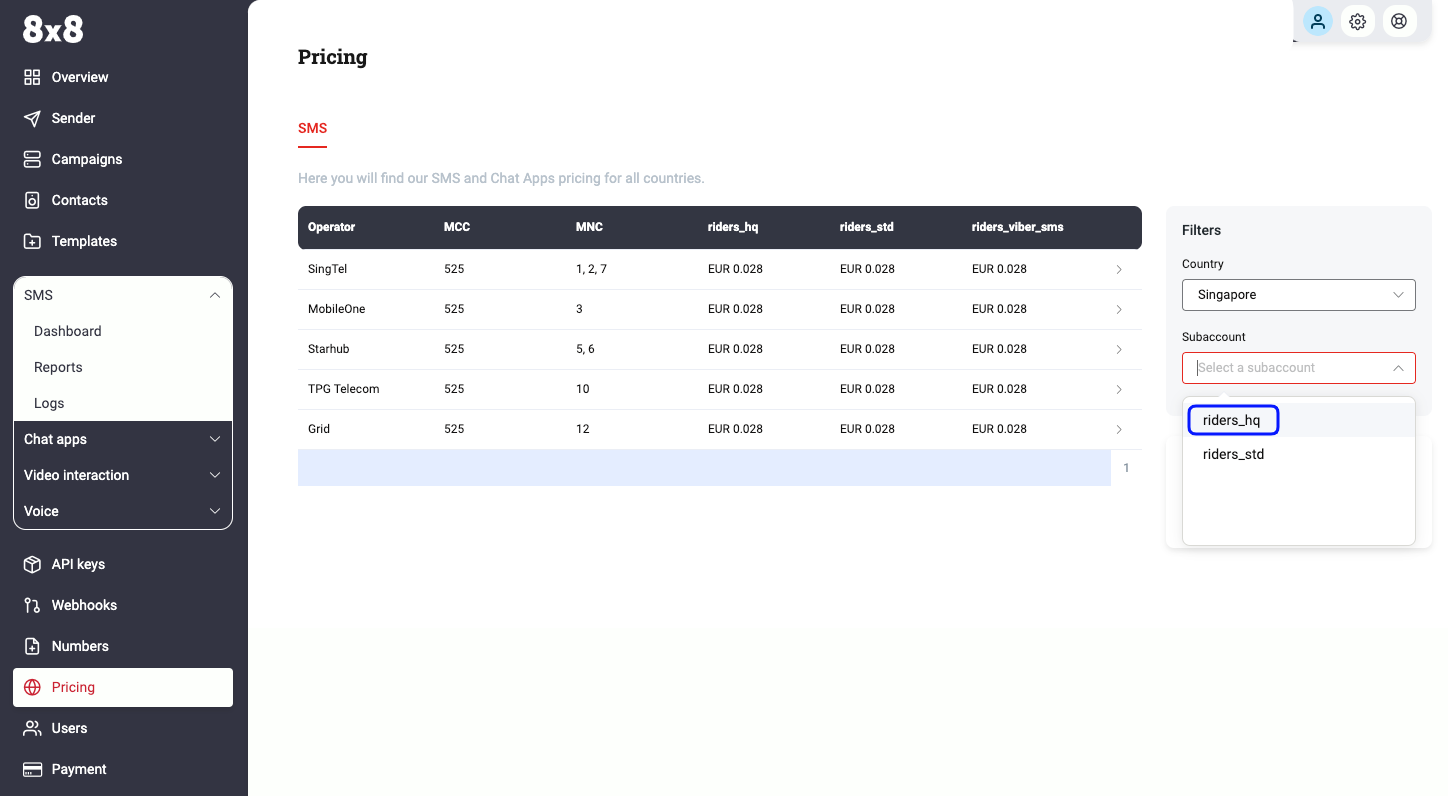 8x8
Overview
Sender
Campaigns
Contacts
Templates
SMS
Dashboard
Reports
Logs
Chat apps
Video interaction
Voice
API keys
Webhooks
Numbers
Pricing
Users
Payment
Pricing
SMS
Here you will find our SMS and Chat Apps pricing for all countries.
Operator MCC MNC riders_hq riders_std riders_viber_sms
SingTel 525 1, 2, 7 EUR 0.028 EUR 0.028 EUR 0.028
MobileOne 525 3 EUR 0.028 EUR 0.028 EUR 0.028
Starhub 525 5, 6 EUR 0.028 EUR 0.028 EUR 0.028
TPG Telecom 525 10 EUR 0.028 EUR 0.028 EUR 0.028
Grid 525 12 EUR 0.028 EUR 0.028 EUR 0.028
1
Filters
Country
Singapore
Subaccount
Select a subaccount
riders_hq
riders_std